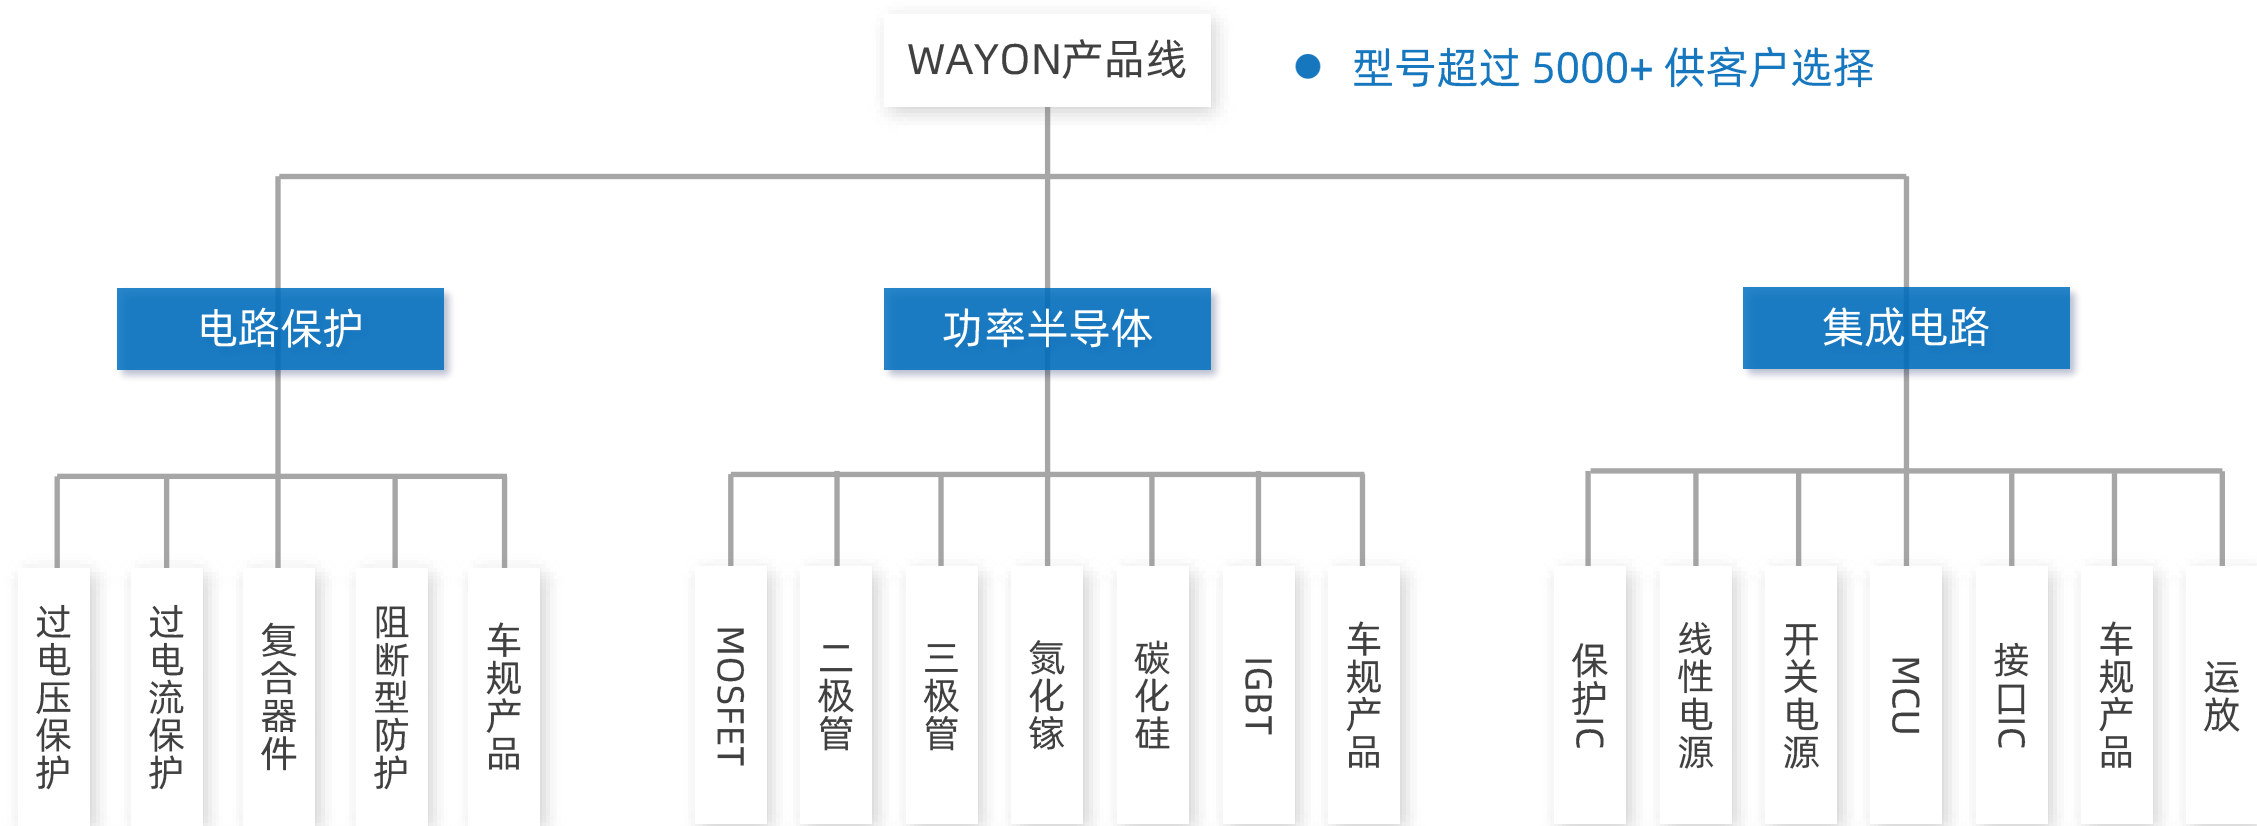 WAYON产品线
● 型号超过 5000+ 供客户选择
电路保护
功率半导体
集成电路
过电压保护
过电流保护
复合器件
阻断型防护
车规产品
MOSFET
二极管
三极管
氮化镓
碳化硅
IGBT
车规产品
保护IC
线性电源
开关电源
MCU
接口IC
车规产品
运放